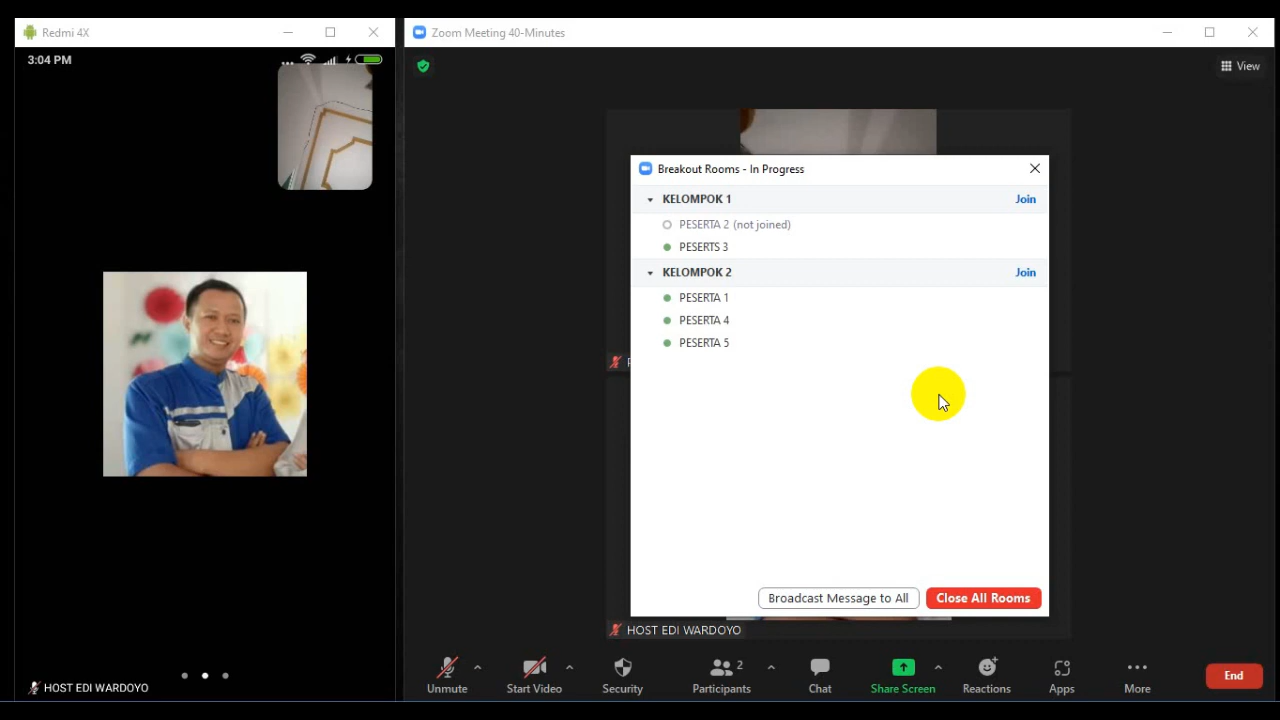 Redmi 4X
3:04 PM
HOST EDI WARDOYO
Zoom Meeting 40-Minutes
View
Breakout Rooms - In Progress
KELOMPOK 1
Join
PESERTA 2 (not joined)
PESERTS 3
KELOMPOK 2
Join
PESERTA 1
PESERTA 4
PESERTA 5
Broadcast Message to All
Close All Rooms
HOST EDI WARDOYO
Unmute
Start Video
Security
2
Participants
Chat
Share Screen
Reactions
Apps
More
End